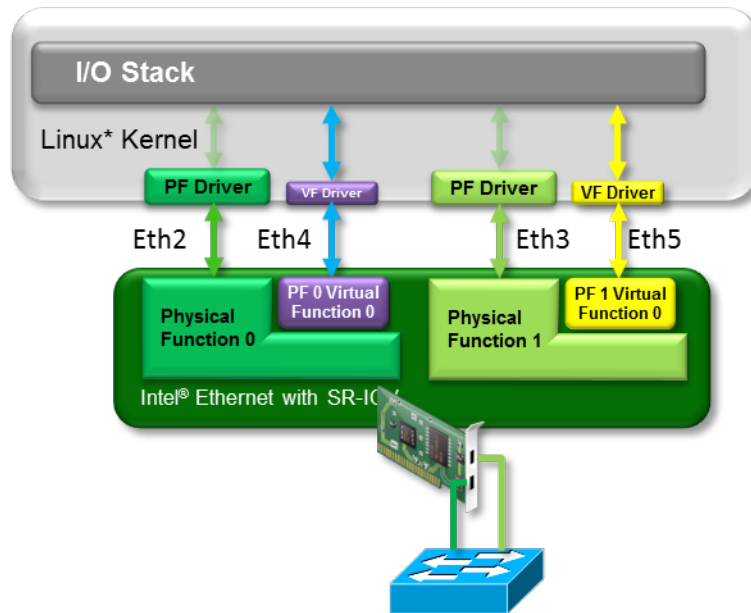 I/O Stack
Linux* Kernel
PF Driver
VF Driver
PF Driver
VF Driver
Eth2
Eth4
Eth3
Eth5
Physical
Function 0
PF 0 Virtual
Function 0
Physical
Function 1
PF 1 Virtual
Function 0
Intel® Ethernet with